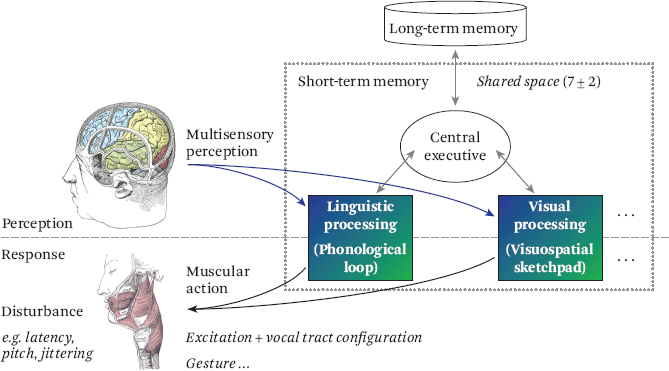 Long-term memory
Short-term memory
Shared space (7 ± 2)
Central
executive
Multisensory
perception
Linguistic
processing
(Phonological
loop)
Visual
processing
(Visuospatial
sketchpad)
...
...
Perception
Response
Muscular
action
Disturbance
e.g. latency,
pitch, jittering
Excitation + vocal tract configuration
Gesture ...